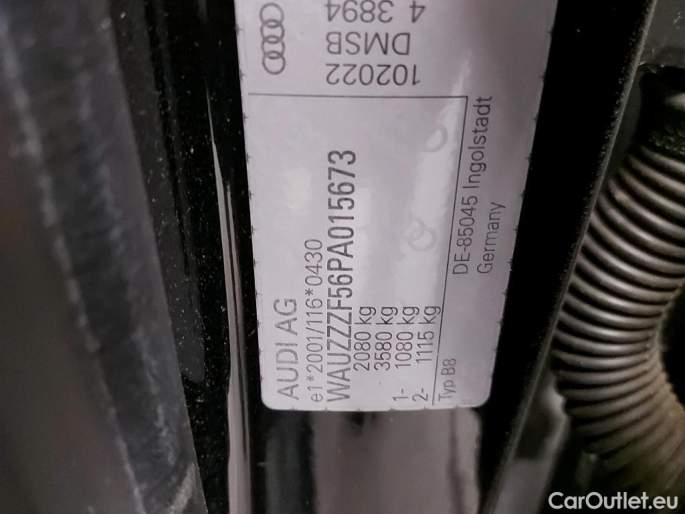 AUDI AG
e1*2001/116*0430
WAUZZZF56PA015673
2080 kg
3580 kg
1- 1080 kg
2- 1115 kg
Typ B8
DE-85045 Ingolstadt
Germany
102022
DMSB
4 3894
CarOutlet.eu